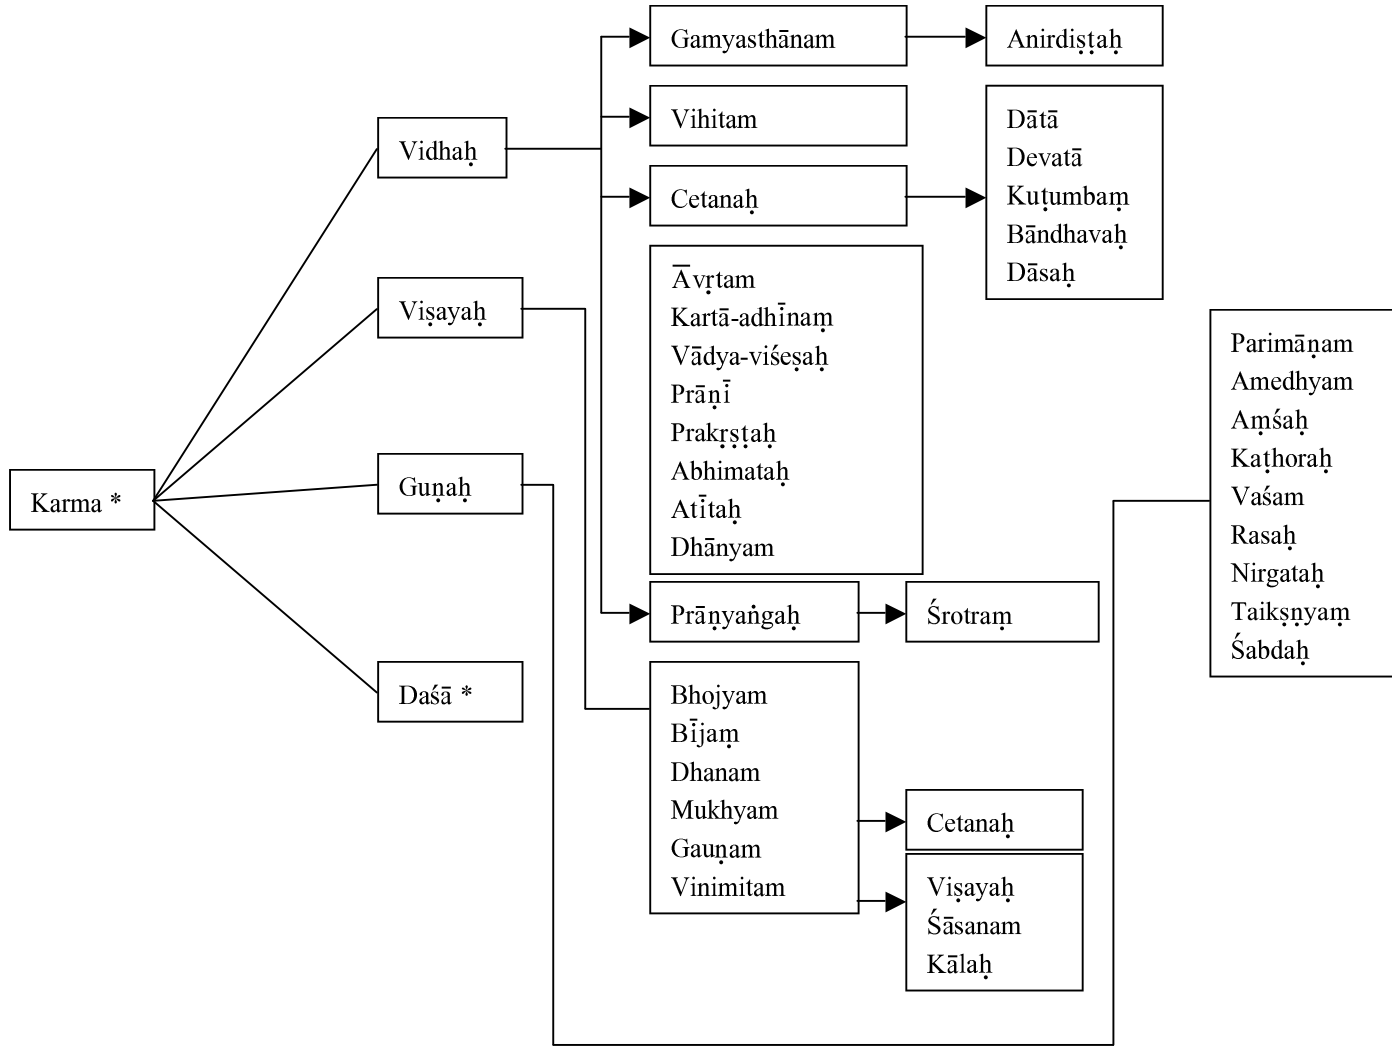 Karma *
Vidhaḥ
Viṣayaḥ
Guṇaḥ
Daśā *
Gamyasthānam
Vihitam
Cetanaḥ
Āvṛtam
Kartā-adhīnaṃ
Vādya-viśeṣaḥ
Prāṇī
Prakṛṣṭaḥ
Abhimataḥ
Atītaḥ
Dhānyam
Prāṇyaṅgaḥ
Bhojyam
Bījaṃ
Dhanam
Mukhyam
Gauṇam
Vinimitam
Anirdiṣṭaḥ
Dātā
Devatā
Kuṭumbaṃ
Bāndhavaḥ
Dāsaḥ
Śrotraṃ
Cetanaḥ
Viṣayaḥ
Śāsanam
Kālaḥ
Parimāṇam
Amedhyam
Aṃśaḥ
Kaṭhoraḥ
Vaśam
Rasaḥ
Nirgataḥ
Taikṣṇyaṃ
Śabdaḥ